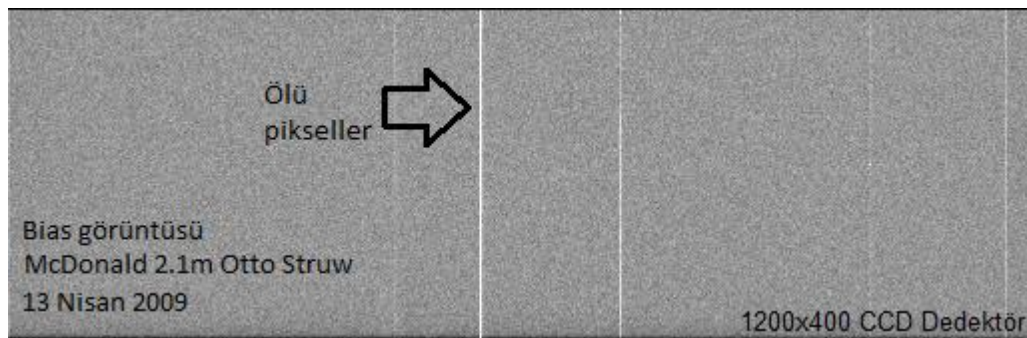 Ölü
pikseller
Bias görüntüsü
McDonald 2.1m Otto Struw
13 Nisan 2009
1200x400 CCD Dedektör